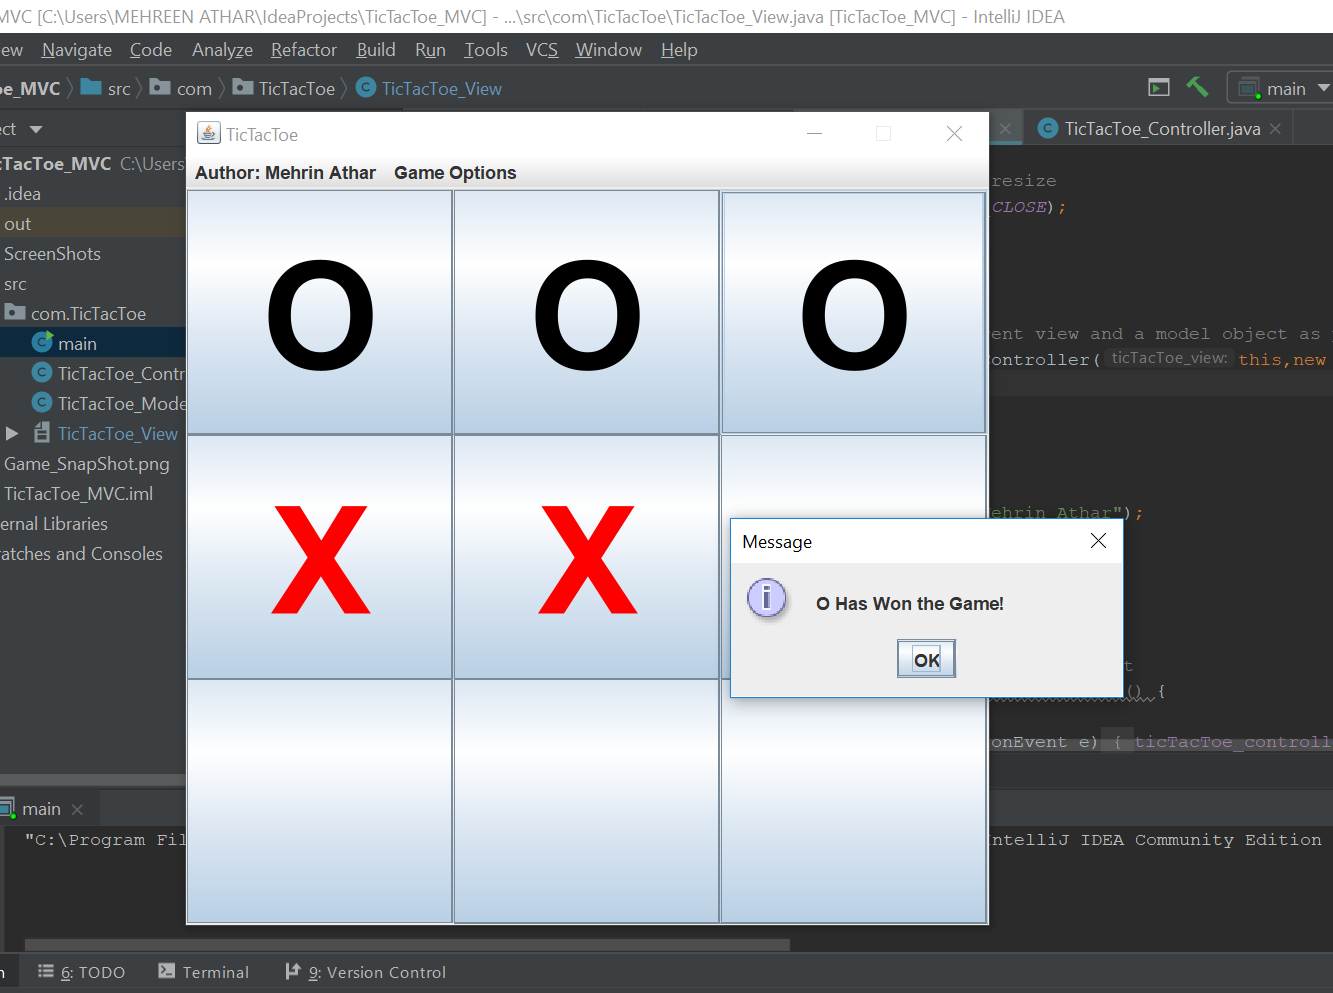 MVC [C:\Users\MEHREEN ATHAR\IdeaProjects\TicTacToe_MVC] - ...\src\com\TicTacToe\TicTacToe_View.java [TicTacToe_MVC] - IntelliJ IDEA
ew Navigate Code Analyze Refactor Build Run Tools VCS Window Help
oe_MVC src com TicTacToe TicTacToe_View main
ct TicTacToe_Controller.java
TicTacToe
Author: Mehrin Athar Game Options
O O O
X X
Message
O Has Won the Game!
OK
cTacToe_MVC C:\Users
.idea
out
ScreenShots
src
com.TicTacToe
main
TicTacToe_Contr
TicTacToe_Mode
TicTacToe_View
Game_SnapShot.png
TicTacToe_MVC.iml
ernal Libraries
ratches and Consoles
resize
_CLOSE);
ent view and a model object as
ontroller( ticTacToe_view: this,new
ehrin Athar");
t
() {
onEvent e) { ticTacToe_controll
main
"C:\Program Fil ntelliJ IDEA Community Edition
n 6: TODO Terminal 9: Version Control